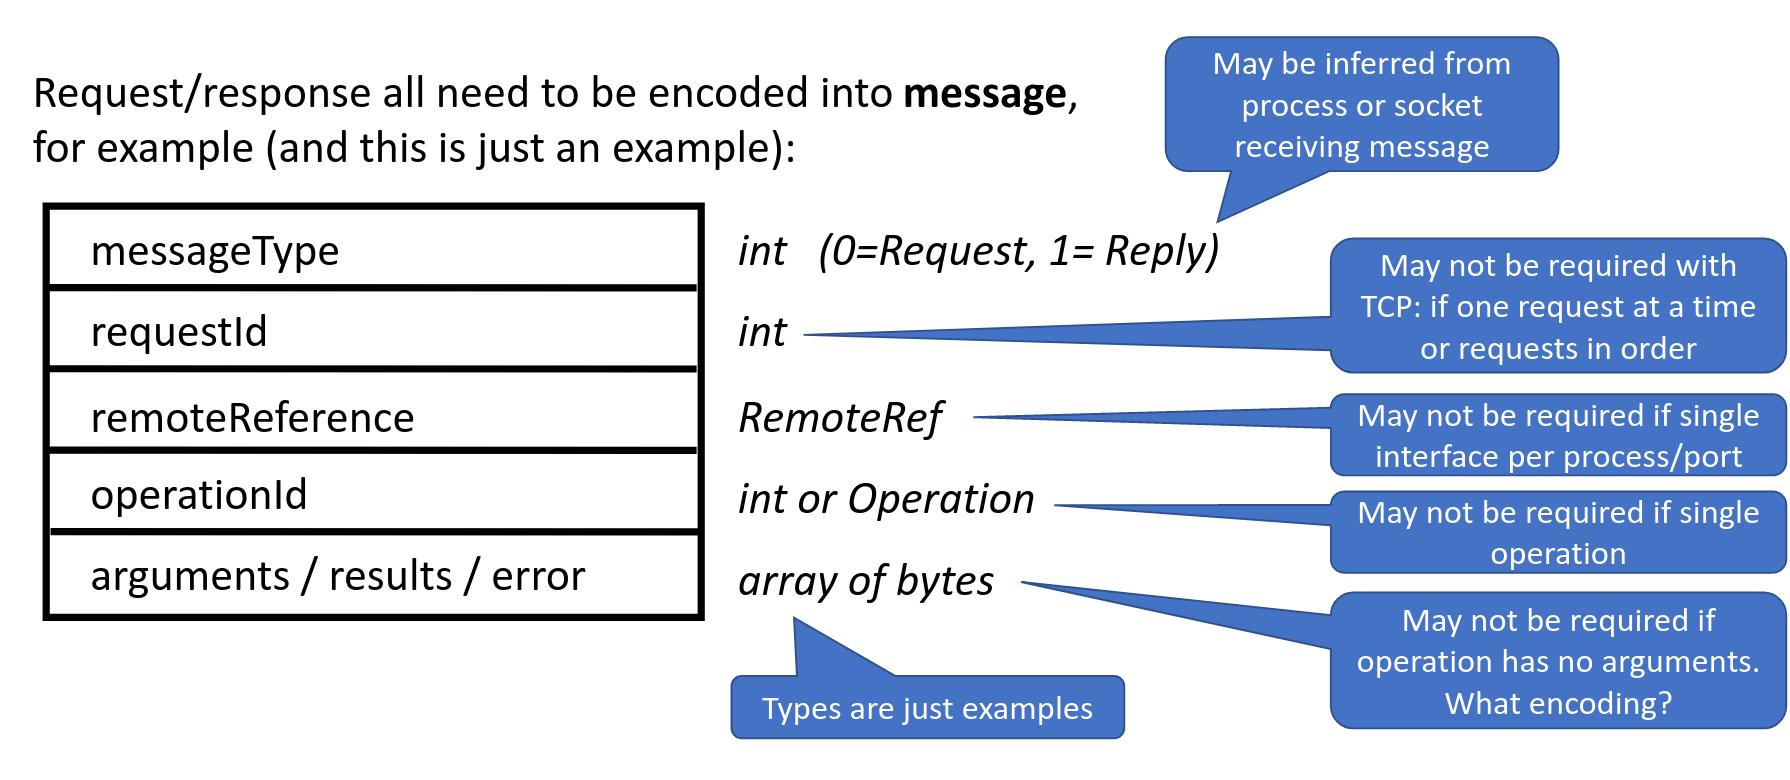 Request/response all need to be encoded into message,
for example (and this is just an example):
May be inferred from
process or socket
receiving message
messageType
int (0=Request, 1= Reply)
requestId
int
May not be required with
TCP: if one request at a time
or requests in order
remoteReference
RemoteRef
May not be required if single
interface per process/port
operationId
int or Operation
May not be required if single
operation
arguments / results / error
array of bytes
May not be required if
operation has no arguments.
What encoding?
Types are just examples